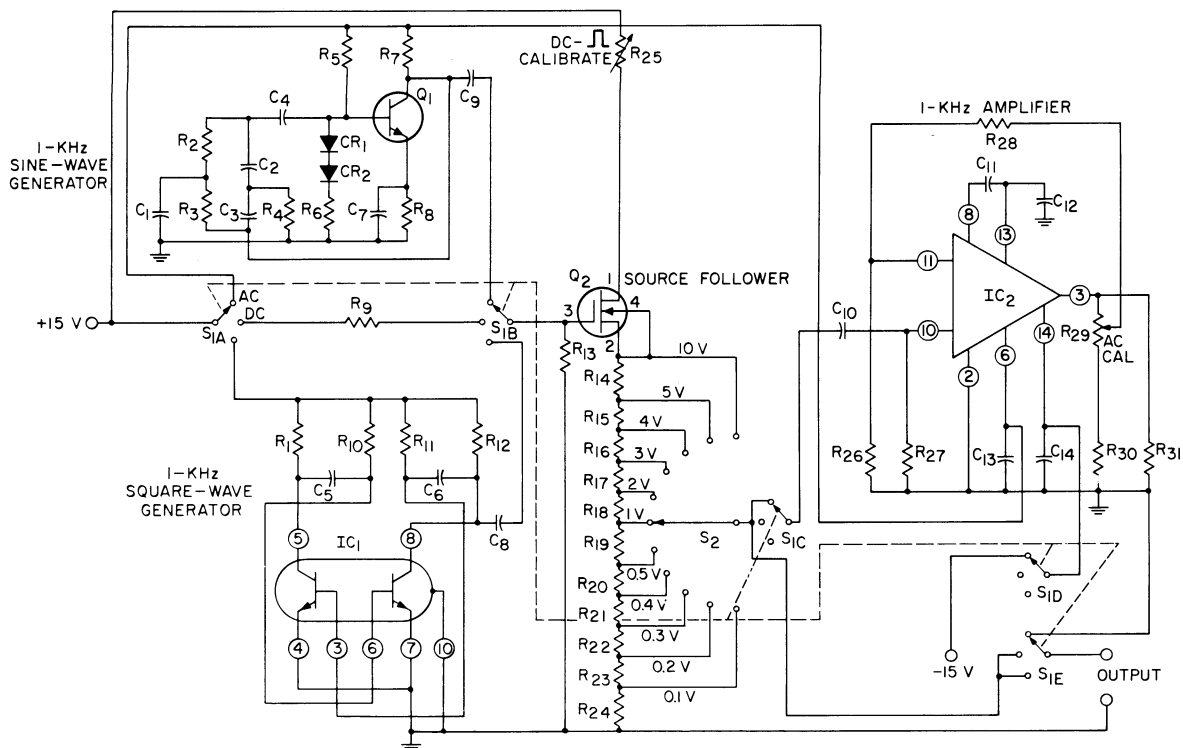 DC-
CALIBRATE
R25
R5
R7
C9
Q1
C4
1-KHz AMPLIFIER
R28
1-KHz
SINE-WAVE
GENERATOR
R2
C2
CR1
CR2
C11
C12
C1
R3
C3
R4
R6
C7
R8
8
13
11
IC2
3
10
14
6
2
R29
AC
CAL
Q2
1
SOURCE FOLLOWER
3
4
2
C10
+15 V
S1A
AC
DC
R9
S1B
R13
10 V
R14
5 V
R15
4 V
R16
3 V
R17
2 V
R18
1 V
R19
0.5 V
R20
0.4 V
R21
0.3 V
R22
0.2 V
R23
0.1 V
R24
S2
S1C
R26
R27
C13
C14
R30
R31
R1
R10
R11
R12
1-KHz
SQUARE-WAVE
GENERATOR
C5
C6
C8
5
IC1
8
4
3
6
7
10
S1D
-15 V
S1E
OUTPUT